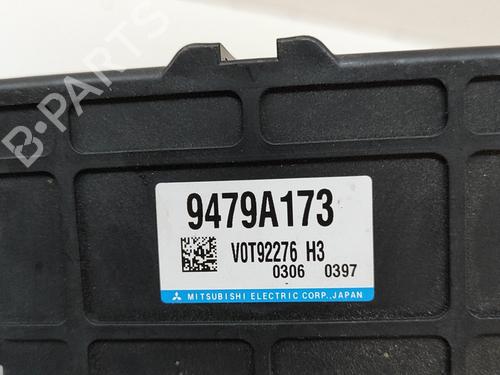 B-PARTS
9479A173
V0T92276 H3
0306 0397
MITSUBISHI ELECTRIC CORP., JAPAN